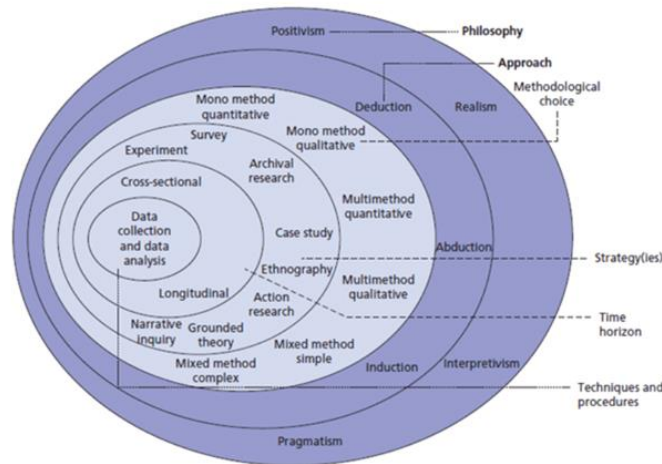 Positivism
Philosophy
Approach
Methodological
choice
Mono method
quantitative
Deduction
Realism
Survey
Mono method
qualitative
Experiment
Archival
research
Cross-sectional
Multimethod
quantitative
Data
collection
and data
analysis
Case study
Abduction
Strategy(ies)
Ethnography
Multimethod
qualitative
Longitudinal
Action
research
Time
horizon
Narrative
inquiry
Grounded
theory
Mixed method
simple
Mixed method
complex
Induction
Interpretivism
Techniques and
procedures
Pragmatism